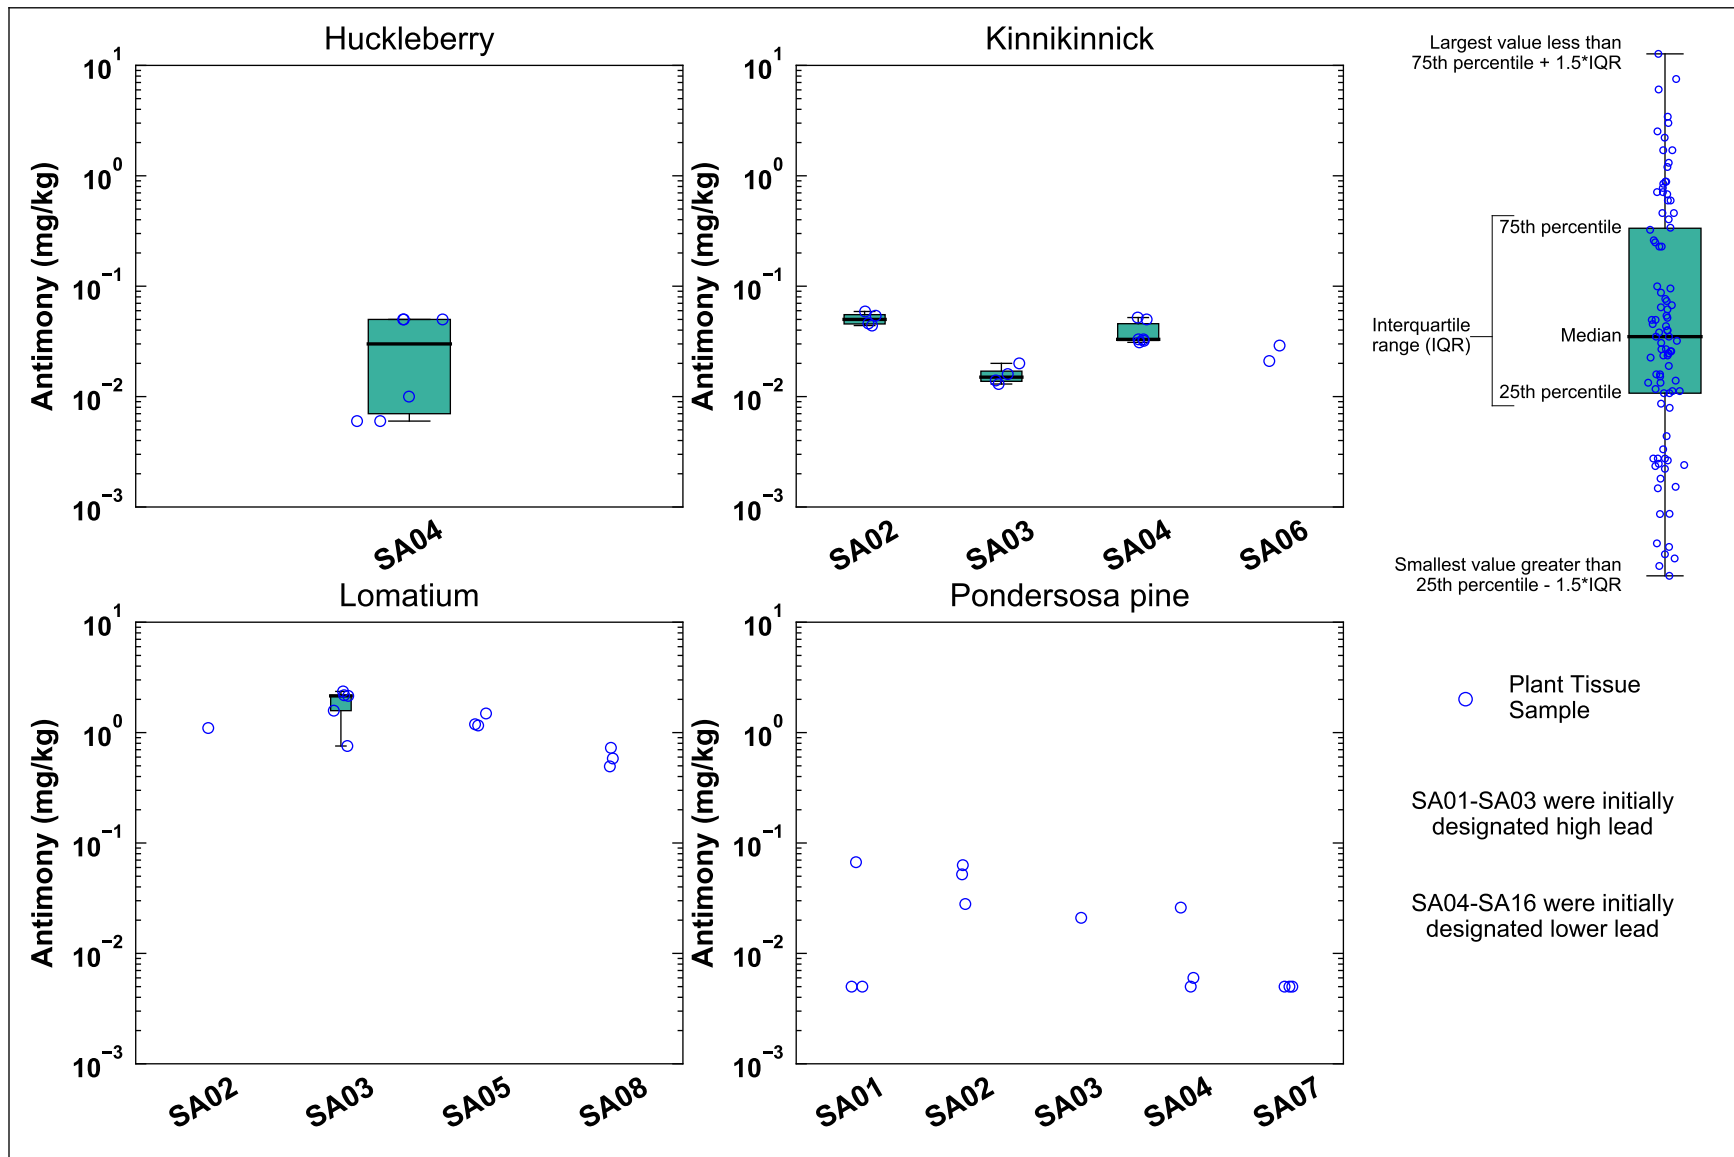 Huckleberry
10^1
10^0
10^−1
10^−2
10^−3
Antimony (mg/kg)
SA04
Kinnikinnick
10^1
10^0
10^−1
10^−2
10^−3
Antimony (mg/kg)
SA02
SA03
SA04
SA06
Lomatium
10^1
10^0
10^−1
10^−2
10^−3
Antimony (mg/kg)
SA02
SA03
SA05
SA08
Pondersosa pine
10^1
10^0
10^−1
10^−2
10^−3
Antimony (mg/kg)
SA01
SA02
SA03
SA04
SA07
Largest value less than
75th percentile + 1.5*IQR
75th percentile
Interquartile
range (IQR)
Median
25th percentile
Smallest value greater than
25th percentile - 1.5*IQR
Plant Tissue
Sample
SA01-SA03 were initially
designated high lead
SA04-SA16 were initially
designated lower lead